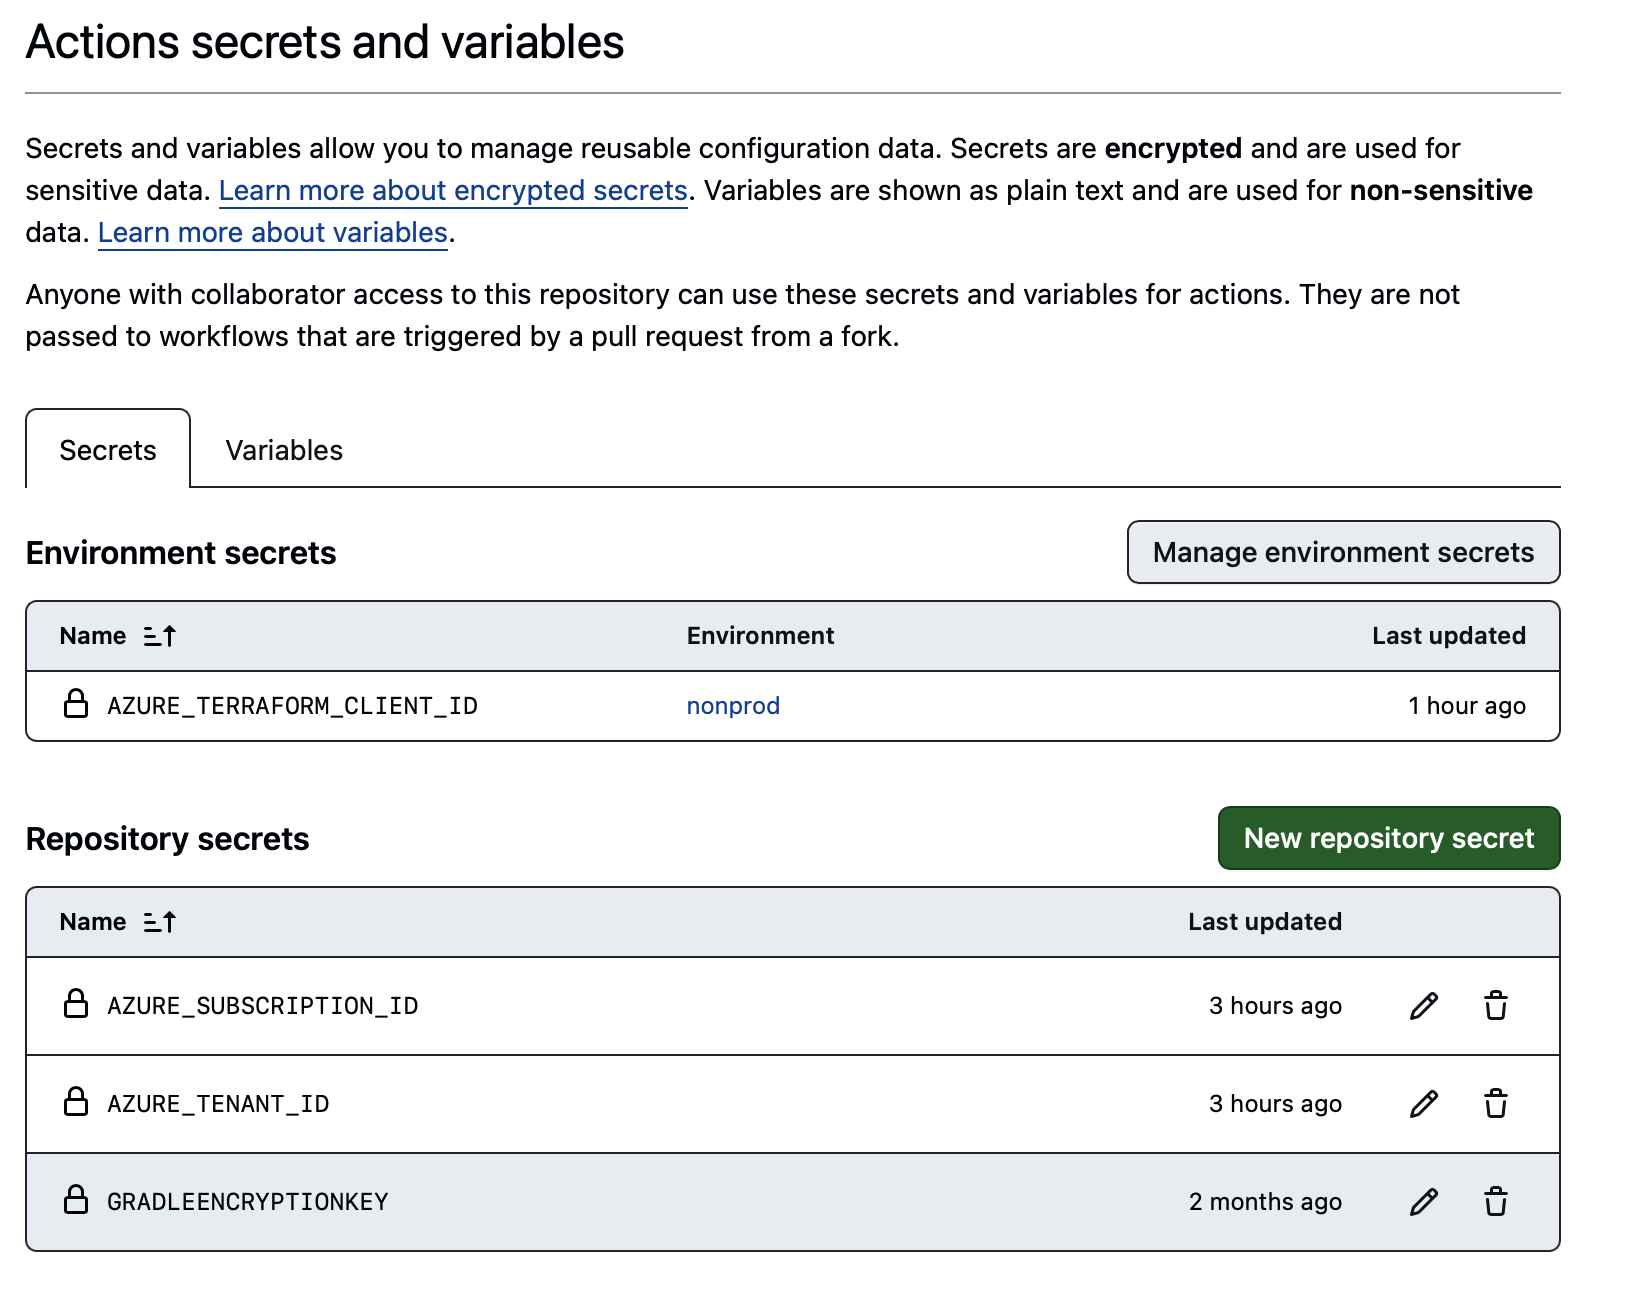 Actions secrets and variables
Secrets and variables allow you to manage reusable configuration data. Secrets are encrypted and are used for
sensitive data. Learn more about encrypted secrets. Variables are shown as plain text and are used for non-sensitive
data. Learn more about variables.
Anyone with collaborator access to this repository can use these secrets and variables for actions. They are not
passed to workflows that are triggered by a pull request from a fork.
Secrets Variables
Environment secrets Manage environment secrets
Name Environment Last updated
AZURE_TERRAFORM_CLIENT_ID nonprod 1 hour ago
Repository secrets New repository secret
Name Last updated
AZURE_SUBSCRIPTION_ID 3 hours ago
AZURE_TENANT_ID 3 hours ago
GRADLEENCRYPTIONKEY 2 months ago